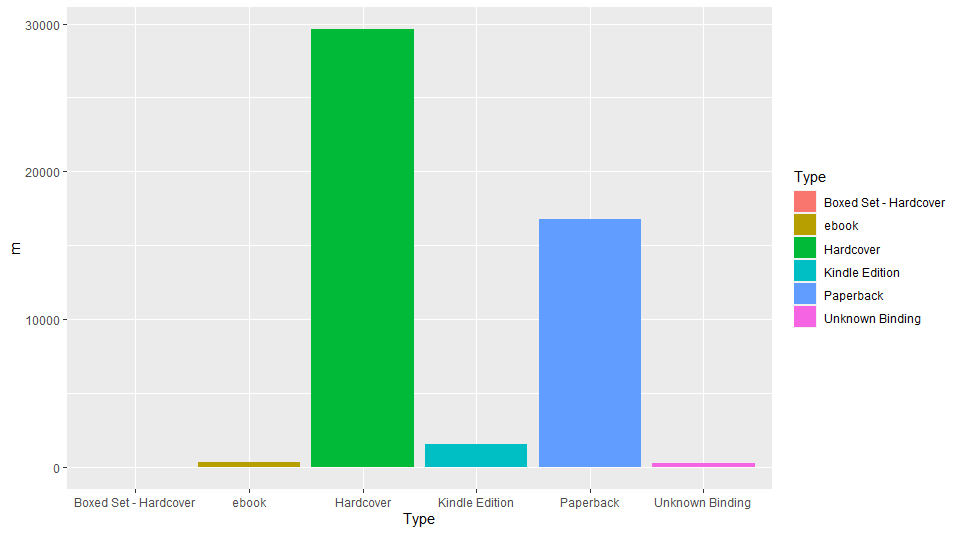 30000
20000
10000
0
m
Boxed Set - Hardcover
ebook
Hardcover
Kindle Edition
Paperback
Unknown Binding
Type
Type
Boxed Set - Hardcover
ebook
Hardcover
Kindle Edition
Paperback
Unknown Binding